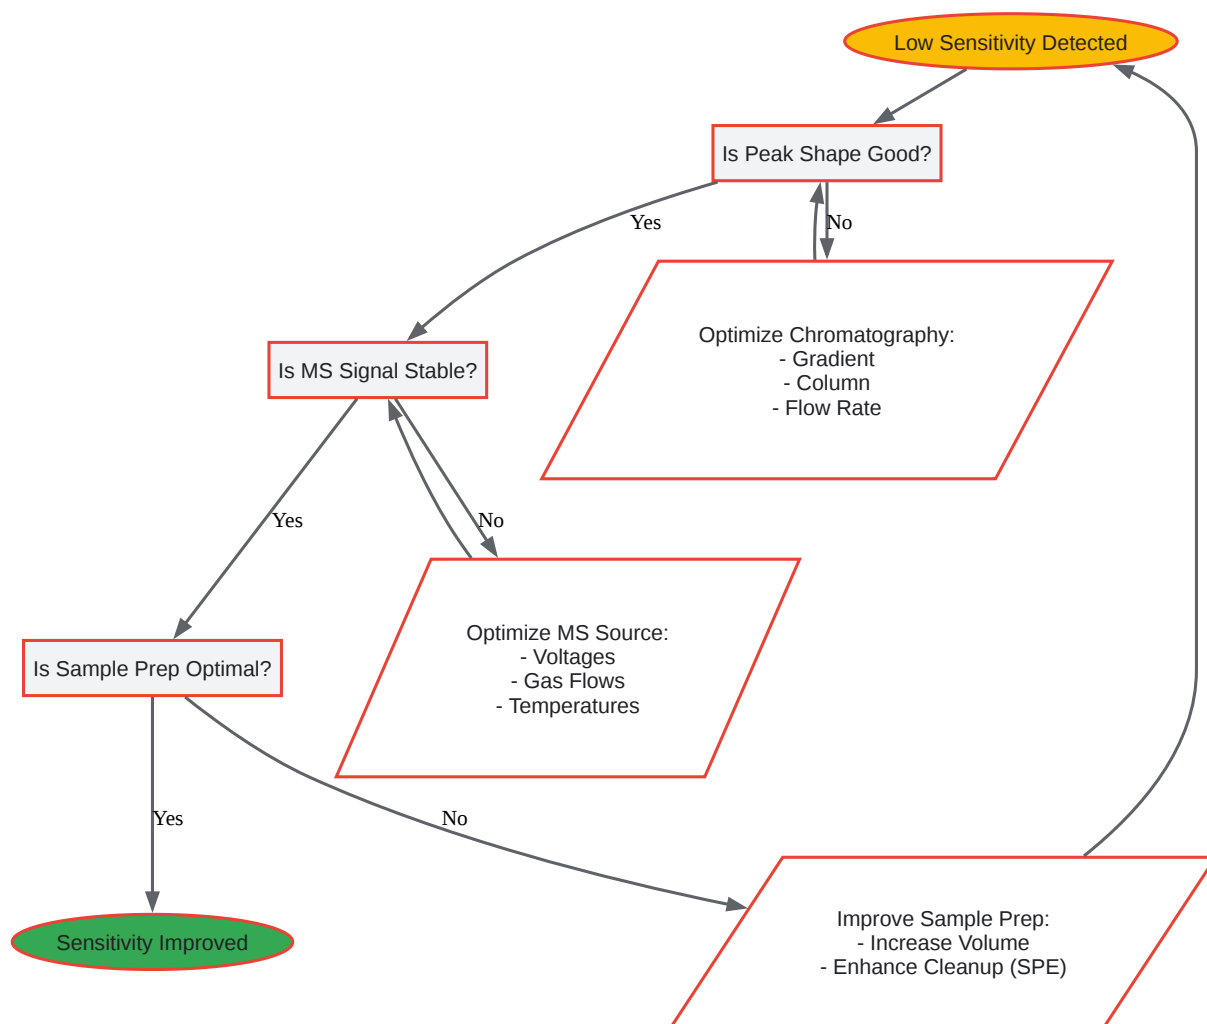 Low Sensitivity Detected
Is Peak Shape Good?
Yes
No
Optimize Chromatography:
- Gradient
- Column
- Flow Rate
Is MS Signal Stable?
Yes
No
Optimize MS Source:
- Voltages
- Gas Flows
- Temperatures
Is Sample Prep Optimal?
Yes
No
Sensitivity Improved
Improve Sample Prep:
- Increase Volume
- Enhance Cleanup (SPE)